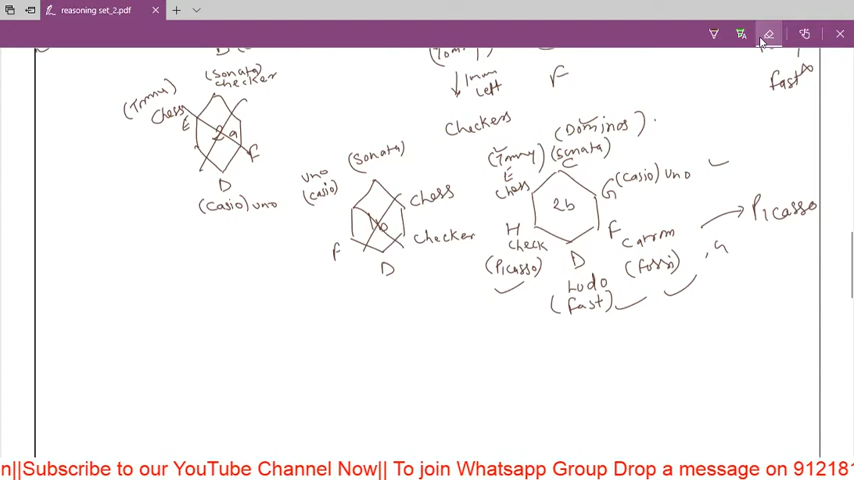 reasoning set_2.pdf
(Sonata)
checker
(Timmy)
Chess
E
2a
F
D
(Casio) uno
(Tommy)
Imm
Left
F
Checkers
fast
uno
(Casio)
(Sonata)
1b
Chess
Checker
F
D
(Dominos)
(Timmy) (Sonata)
E
C
Chess
G (Casio) uno
2b
H
check
(Picasso)
F
Carrom
(Fossil)
D
Ludo
(fast)
Picasso
n||Subscribe to our YouTube Channel Now|| To join Whatsapp Group Drop a message on 91218